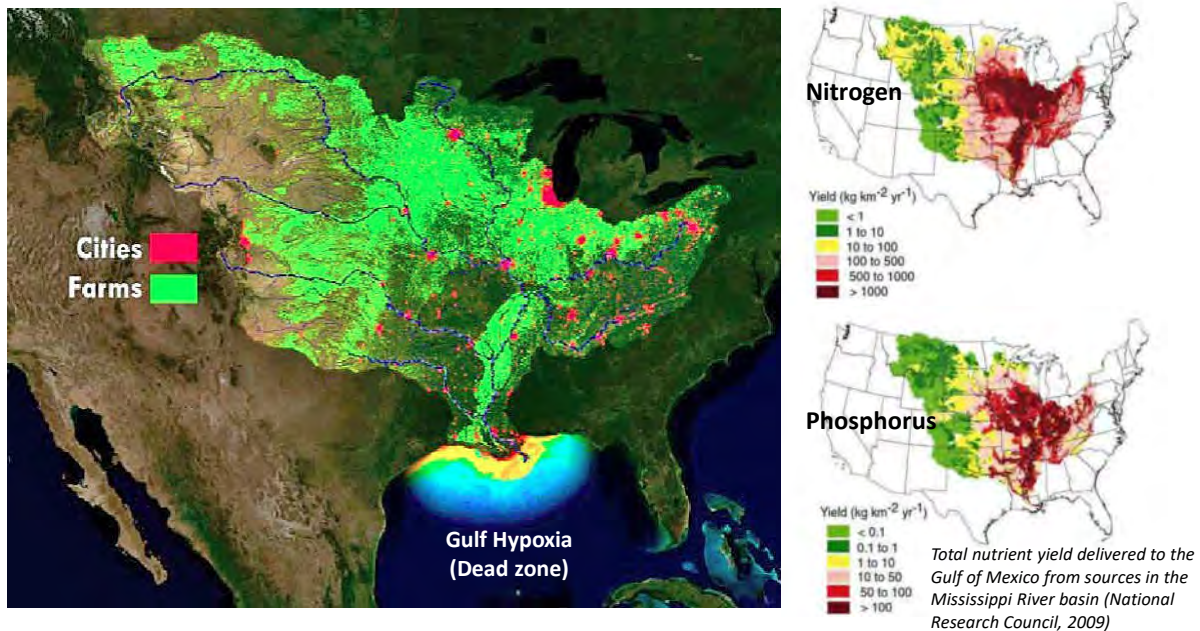 Cities
Farms
Gulf Hypoxia
(Dead zone)
Nitrogen
Yield (kg km⁻² yr⁻¹)
< 1
1 to 10
10 to 100
100 to 500
500 to 1000
> 1000
Phosphorus
Yield (kg km⁻² yr⁻¹)
< 0.1
0.1 to 1
1 to 10
10 to 50
50 to 100
> 100
Total nutrient yield delivered to the
Gulf of Mexico from sources in the
Mississippi River basin (National
Research Council, 2009)